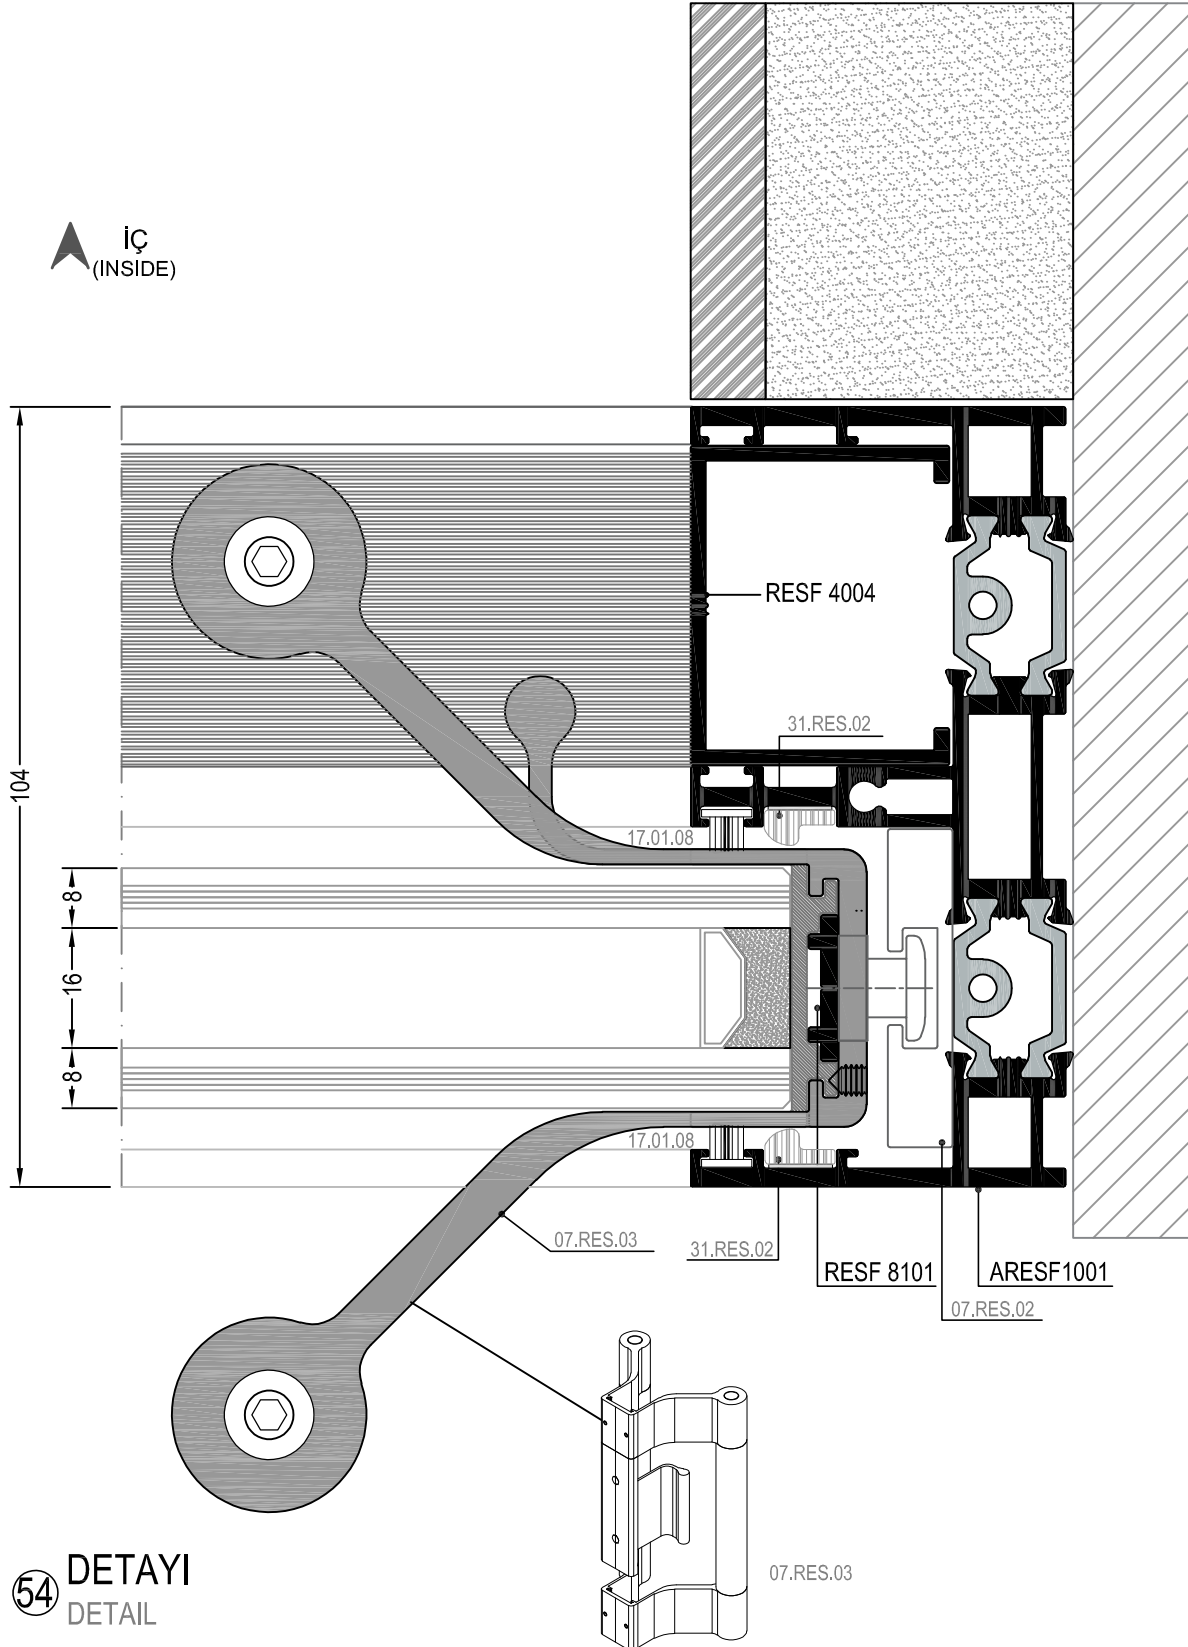 İÇ
(INSIDE)
RESF 4004
31.RES.02
104
17.01.08
8
16
8
17.01.08
07.RES.03
31.RES.02
RESF 8101
ARESF1001
07.RES.02
07.RES.03
54 DETAYI
DETAIL